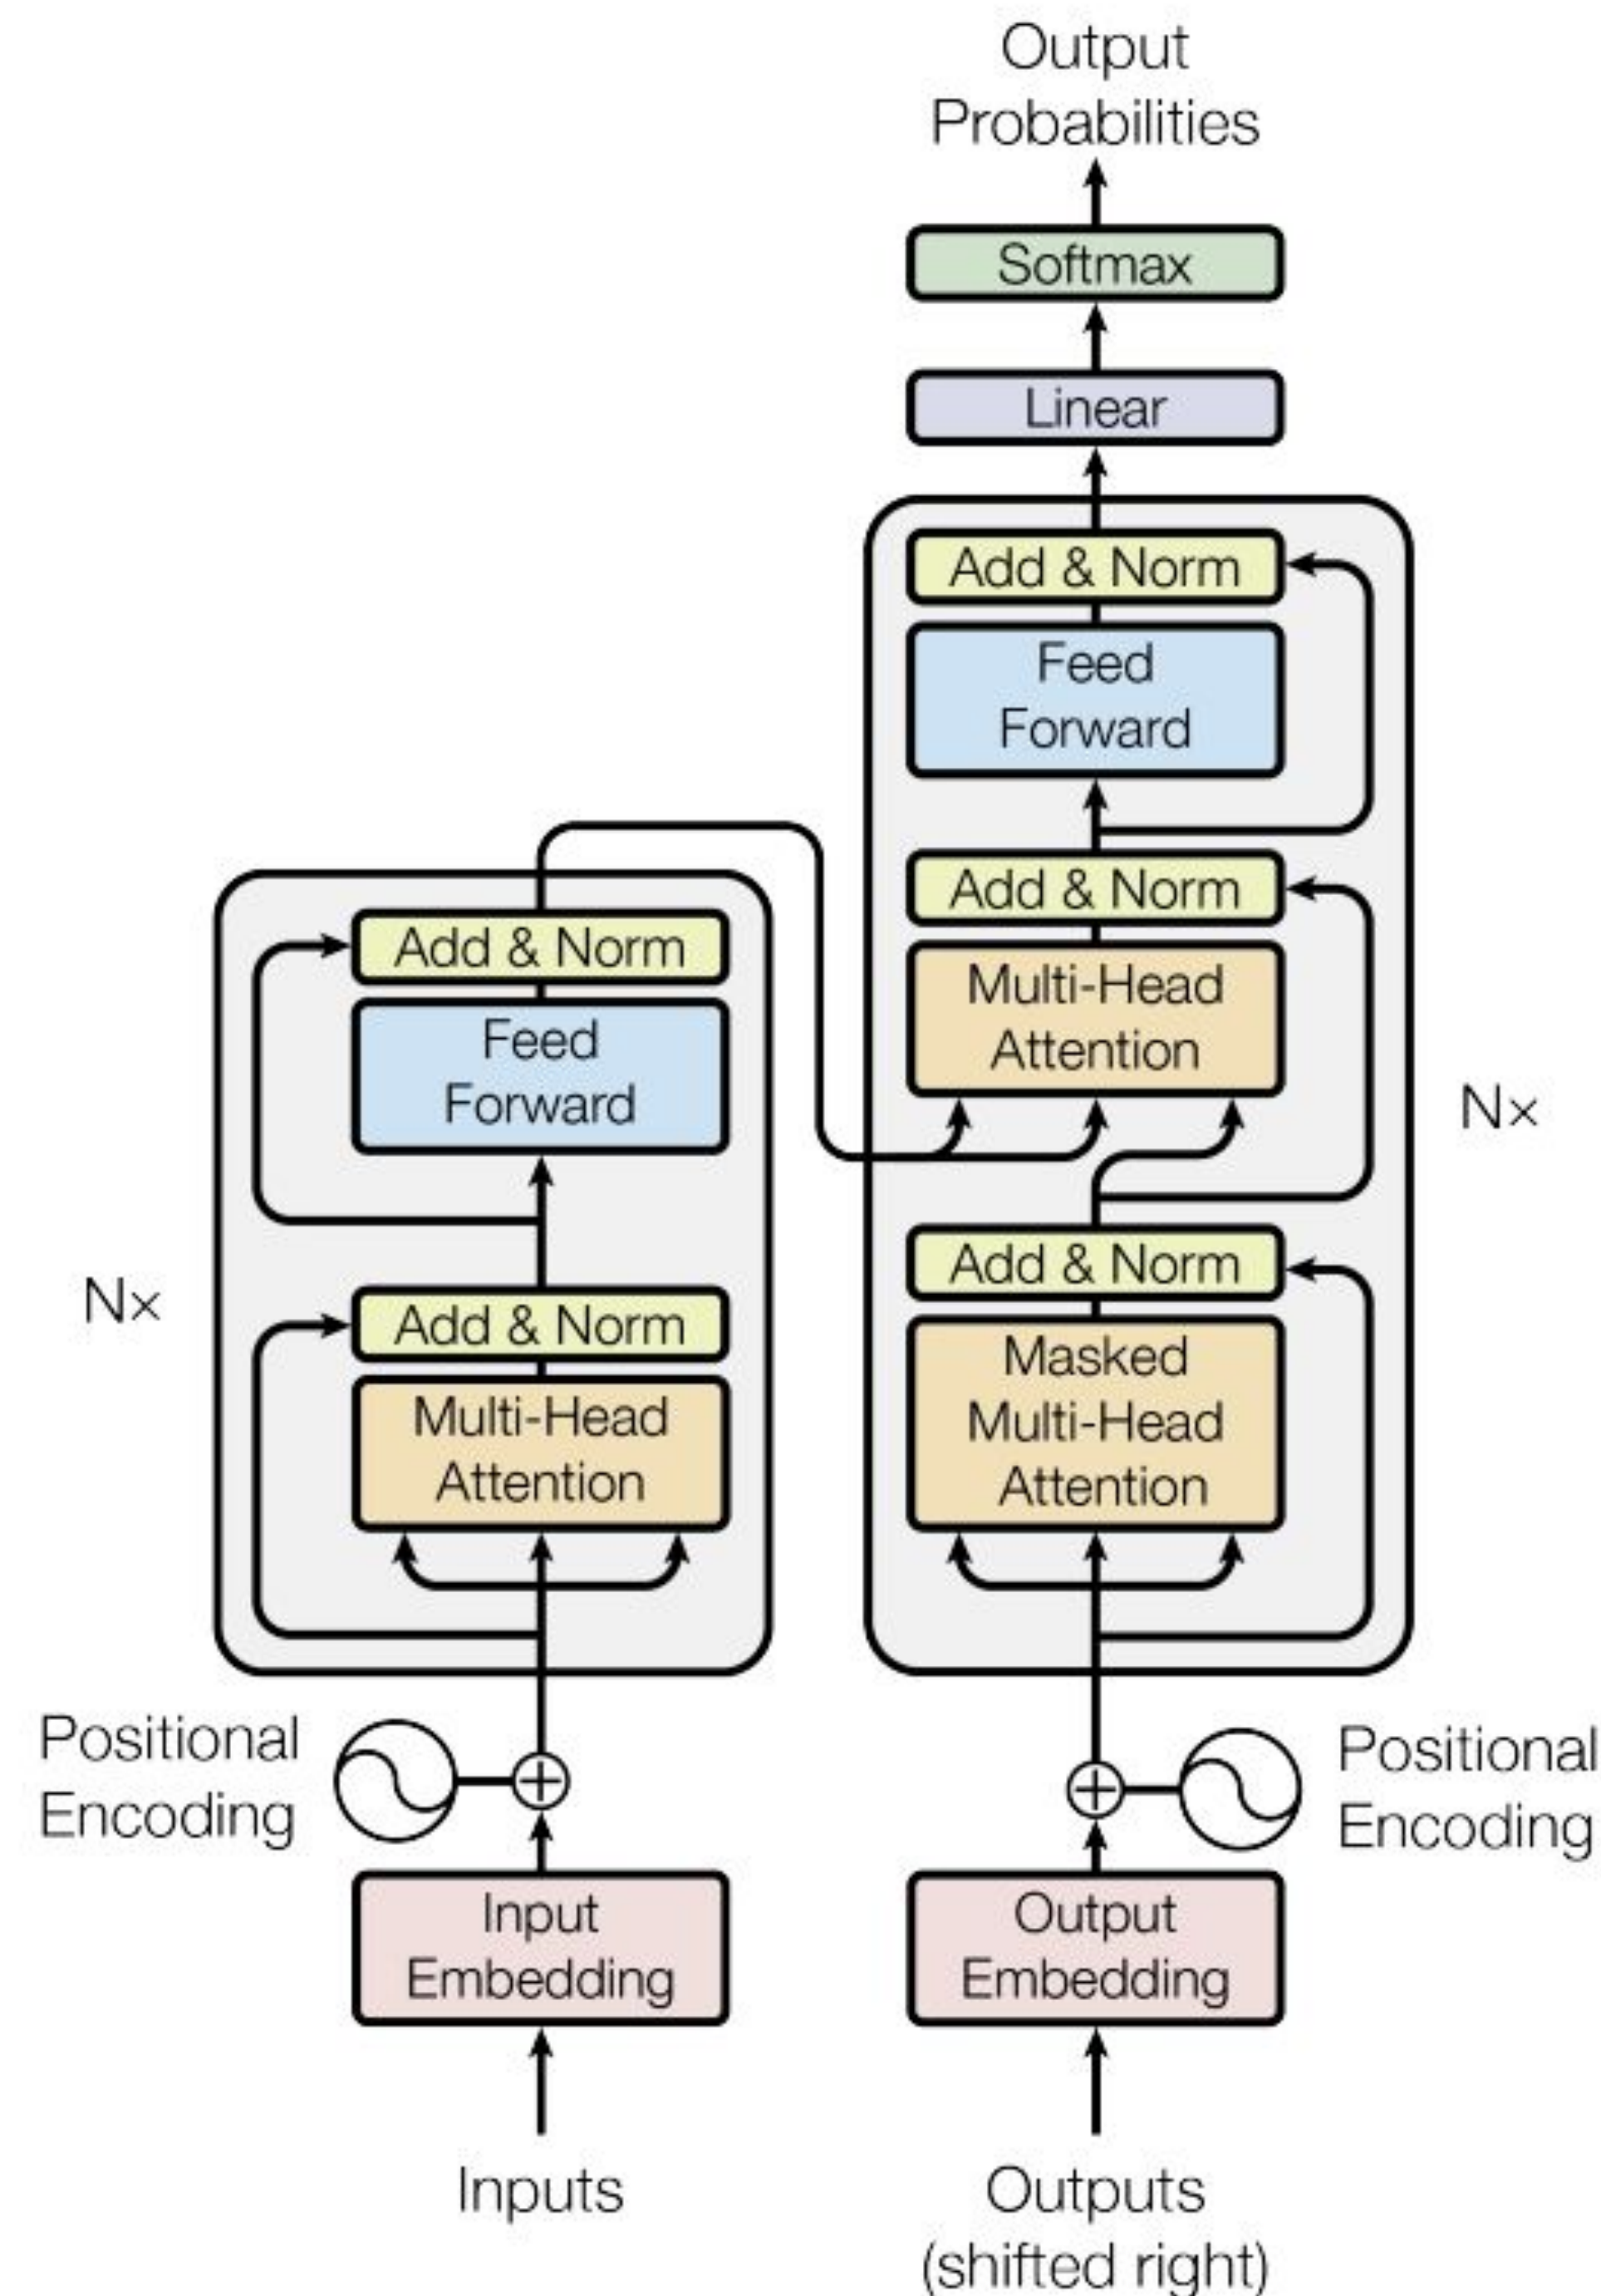 Output
Probabilities
Softmax
Linear
Add & Norm
Feed
Forward
Add & Norm
Multi-Head
Attention
Add & Norm
Masked
Multi-Head
Attention
Nx
Add & Norm
Feed
Forward
Add & Norm
Multi-Head
Attention
Nx
Positional
Encoding
Positional
Encoding
Input
Embedding
Output
Embedding
Inputs
Outputs
(shifted right)